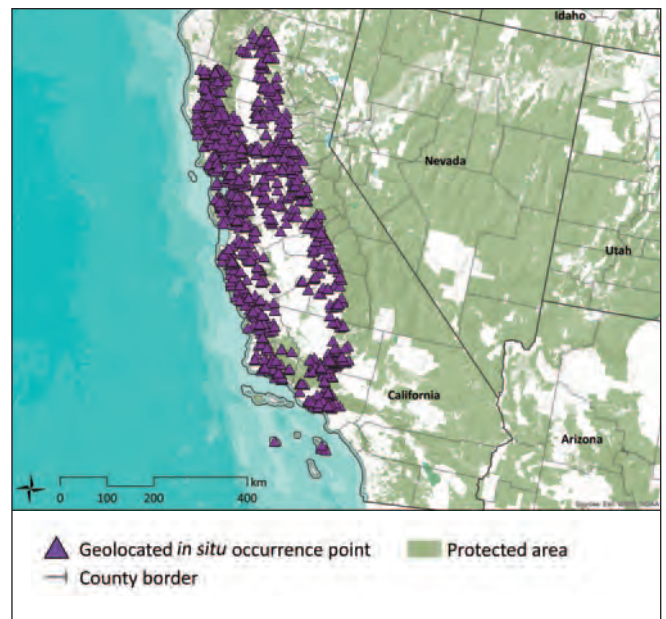 Idaho
Nevada
Utah
California
Arizona
km
0 100 200 400
Geolocated in situ occurrence point
Protected area
County border